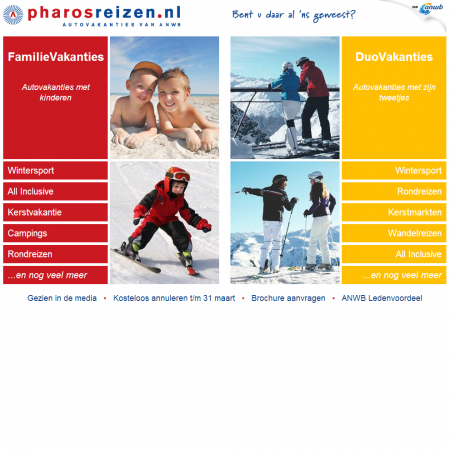 pharosreizen.nl
AUTOVAKANTIES VAN ANWB
Bent u daar al 'ns geweest?
anwb
FamilieVakanties
Autovakanties met
kinderen
Wintersport
All Inclusive
Kerstvakantie
Campings
Rondreizen
...en nog veel meer
DuoVakanties
Autovakanties met zijn
tweetjes
Wintersport
Rondreizen
Kerstmarkten
Wandelreizen
All Inclusive
...en nog veel meer
Gezien in de media • Kosteloos annuleren t/m 31 maart • Brochure aanvragen • ANWB Ledenvoordeel